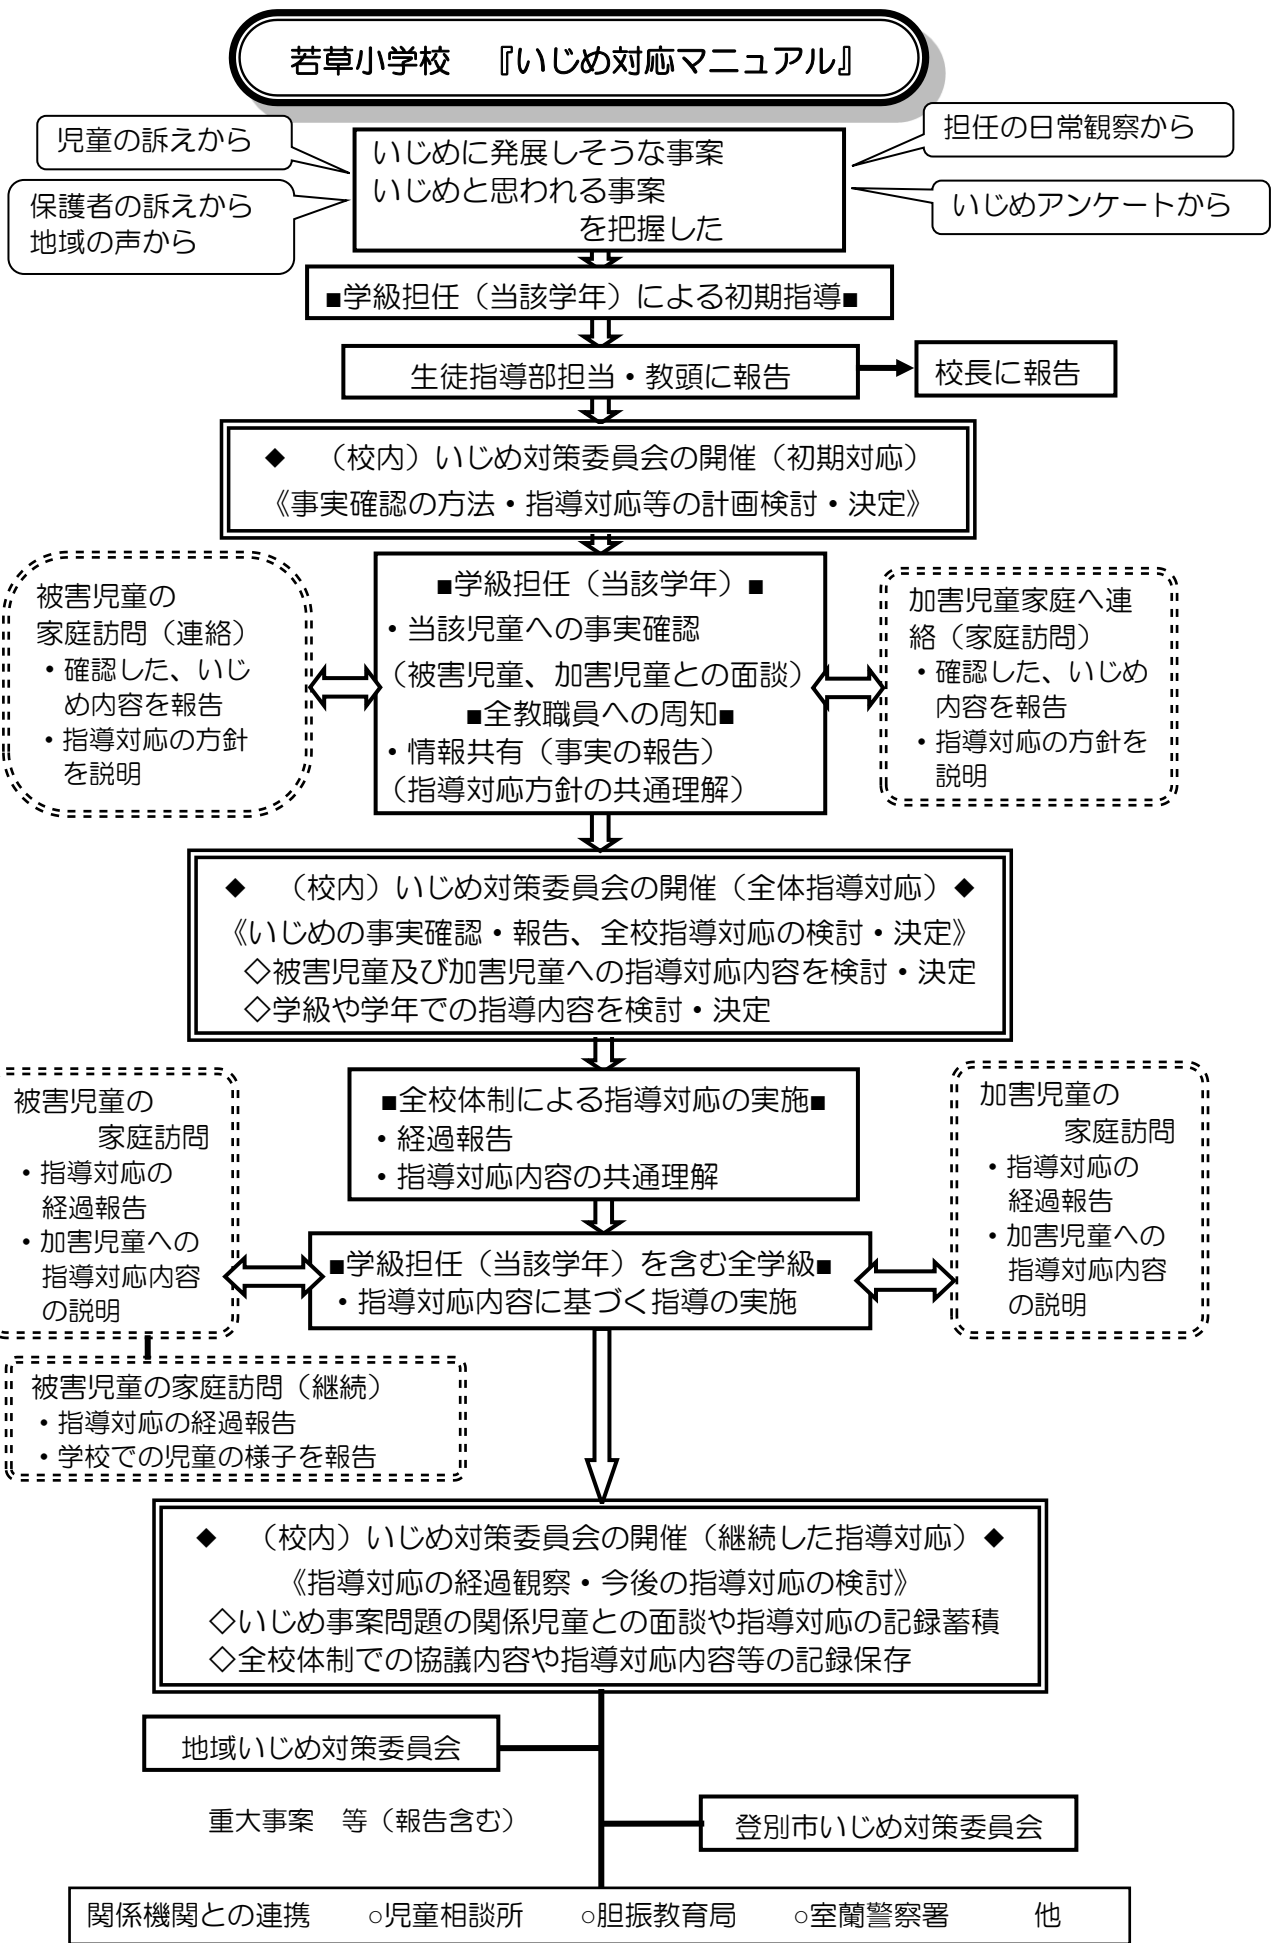 若草小学校　『いじめ対応マニュアル』
児童の訴えから
担任の日常観察から
保護者の訴えから
地域の声から
いじめアンケートから
いじめに発展しそうな事案
いじめと思われる事案
を把握した
■学級担任（当該学年）による初期指導■
生徒指導部担当・教頭に報告
校長に報告
◆　（校内）いじめ対策委員会の開催（初期対応）
《事実確認の方法・指導対応等の計画検討・決定》
被害児童の
家庭訪問（連絡）
・確認した、いじ
め内容を報告
・指導対応の方針
を説明
■学級担任（当該学年）■
・当該児童への事実確認
（被害児童、加害児童との面談）
■全教職員への周知■
・情報共有（事実の報告）
（指導対応方針の共通理解）
加害児童家庭へ連
絡（家庭訪問）
・確認した、いじめ
内容を報告
・指導対応の方針を
説明
◆　（校内）いじめ対策委員会の開催（全体指導対応）◆
《いじめの事実確認・報告、全校指導対応の検討・決定》
◇被害児童及び加害児童への指導対応内容を検討・決定
◇学級や学年での指導内容を検討・決定
被害児童の
家庭訪問
・指導対応の
経過報告
・加害児童への
指導対応内容
の説明
■全校体制による指導対応の実施■
・経過報告
・指導対応内容の共通理解
■学級担任（当該学年）を含む全学級■
・指導対応内容に基づく指導の実施
加害児童の
家庭訪問
・指導対応の
経過報告
・加害児童への
指導対応内容
の説明
被害児童の家庭訪問（継続）
・指導対応の経過報告
・学校での児童の様子を報告
◆　（校内）いじめ対策委員会の開催（継続した指導対応）◆
《指導対応の経過観察・今後の指導対応の検討》
◇いじめ事案問題の関係児童との面談や指導対応の記録蓄積
◇全校体制での協議内容や指導対応内容等の記録保存
地域いじめ対策委員会
重大事案　等（報告含む）
登別市いじめ対策委員会
関係機関との連携　○児童相談所　○胆振教育局　○室蘭警察署　他